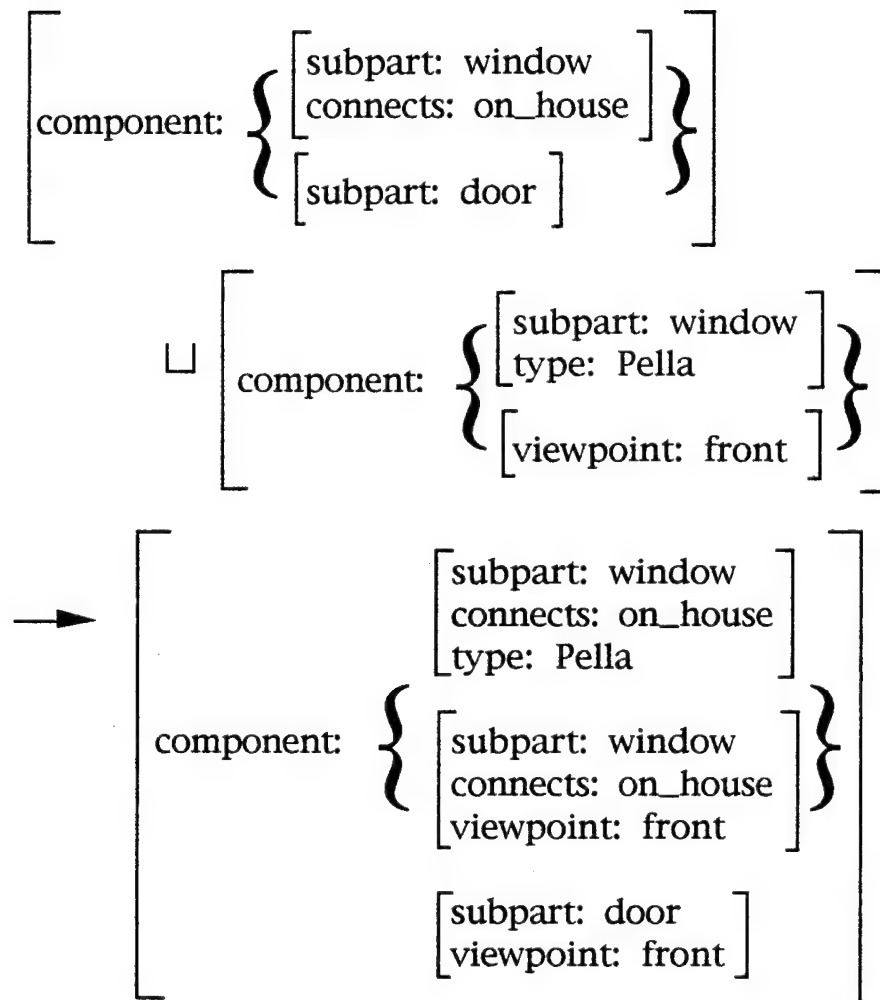 subpart: window
component: connects: on_house
subpart: door
⊔
subpart: window
component: type: Pella
viewpoint: front
subpart: window
connects: on_house
type: Pella
component: subpart: window
connects: on_house
viewpoint: front
subpart: door
viewpoint: front